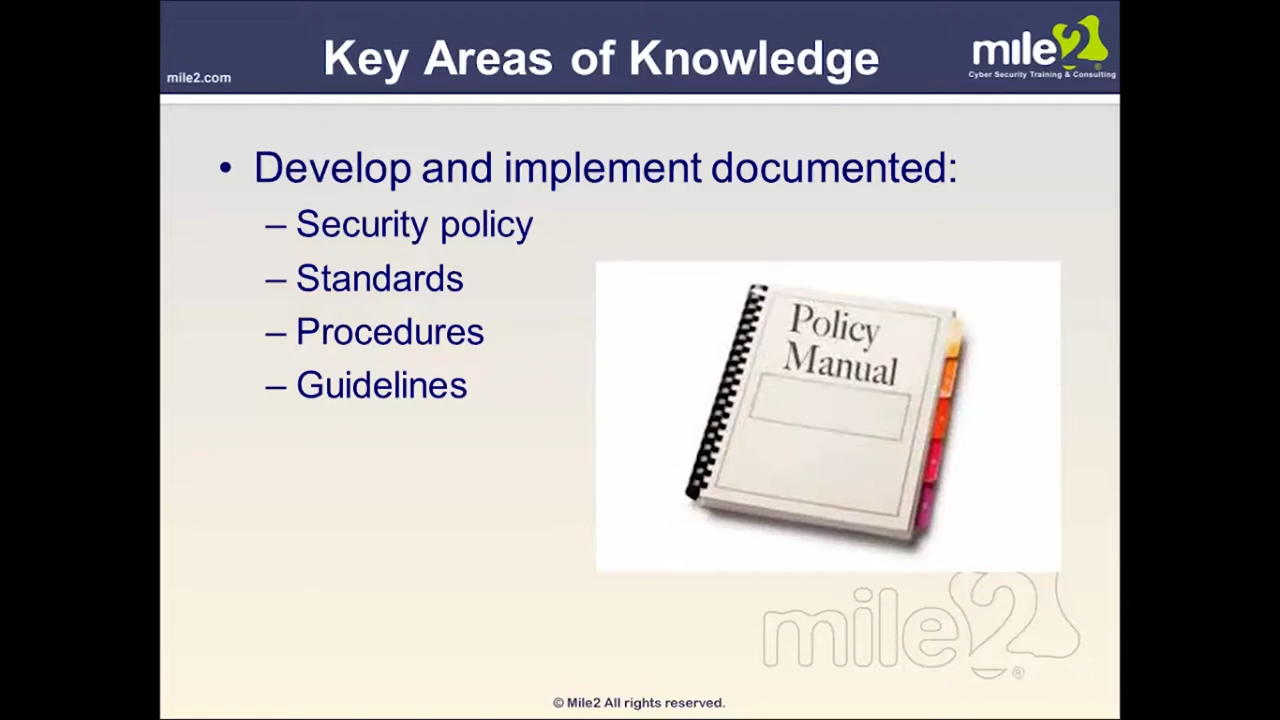 Key Areas of Knowledge
mile2.com
mile2®
Cyber Security Training & Consulting
• Develop and implement documented:
– Security policy
– Standards
– Procedures
– Guidelines
Policy
Manual
mile2®
© Mile2 All rights reserved.